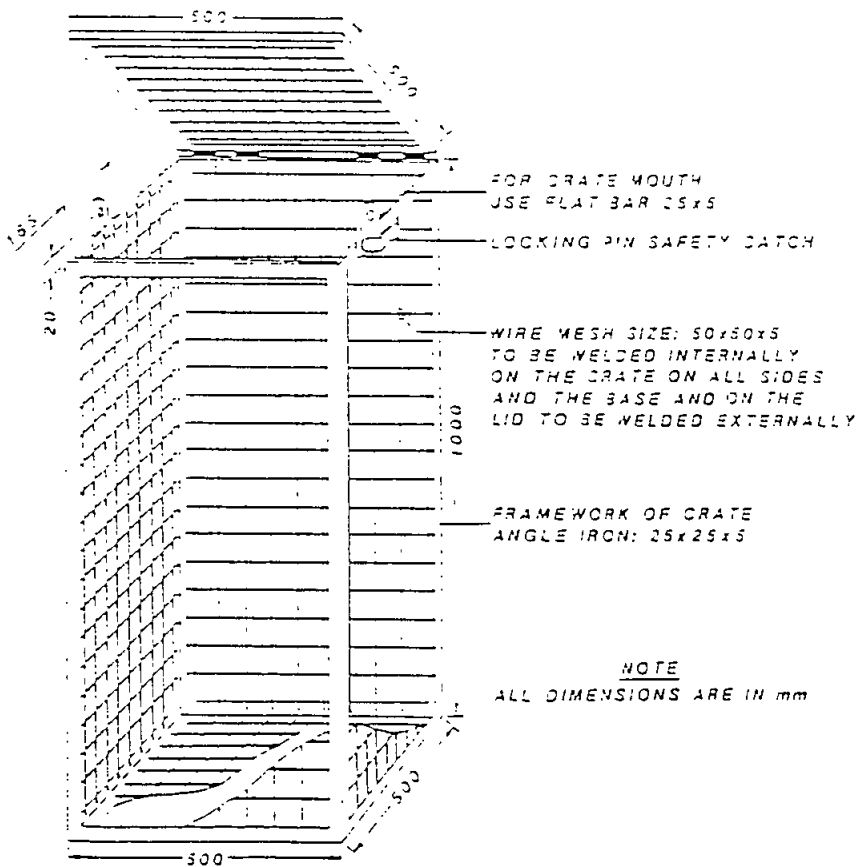 500
500
FOR CRATE MOUTH
USE FLAT BAR 25x5
LOCKING PIN SAFETY CATCH
185
20
WIRE MESH SIZE: 50x50x5
TO BE WELDED INTERNALLY
ON THE CRATE ON ALL SIDES
AND THE BASE AND ON THE
LID TO BE WELDED EXTERNALLY
1000
FRAMEWORK OF CRATE
ANGLE IRON: 25x25x5
NOTE
ALL DIMENSIONS ARE IN mm
500
500